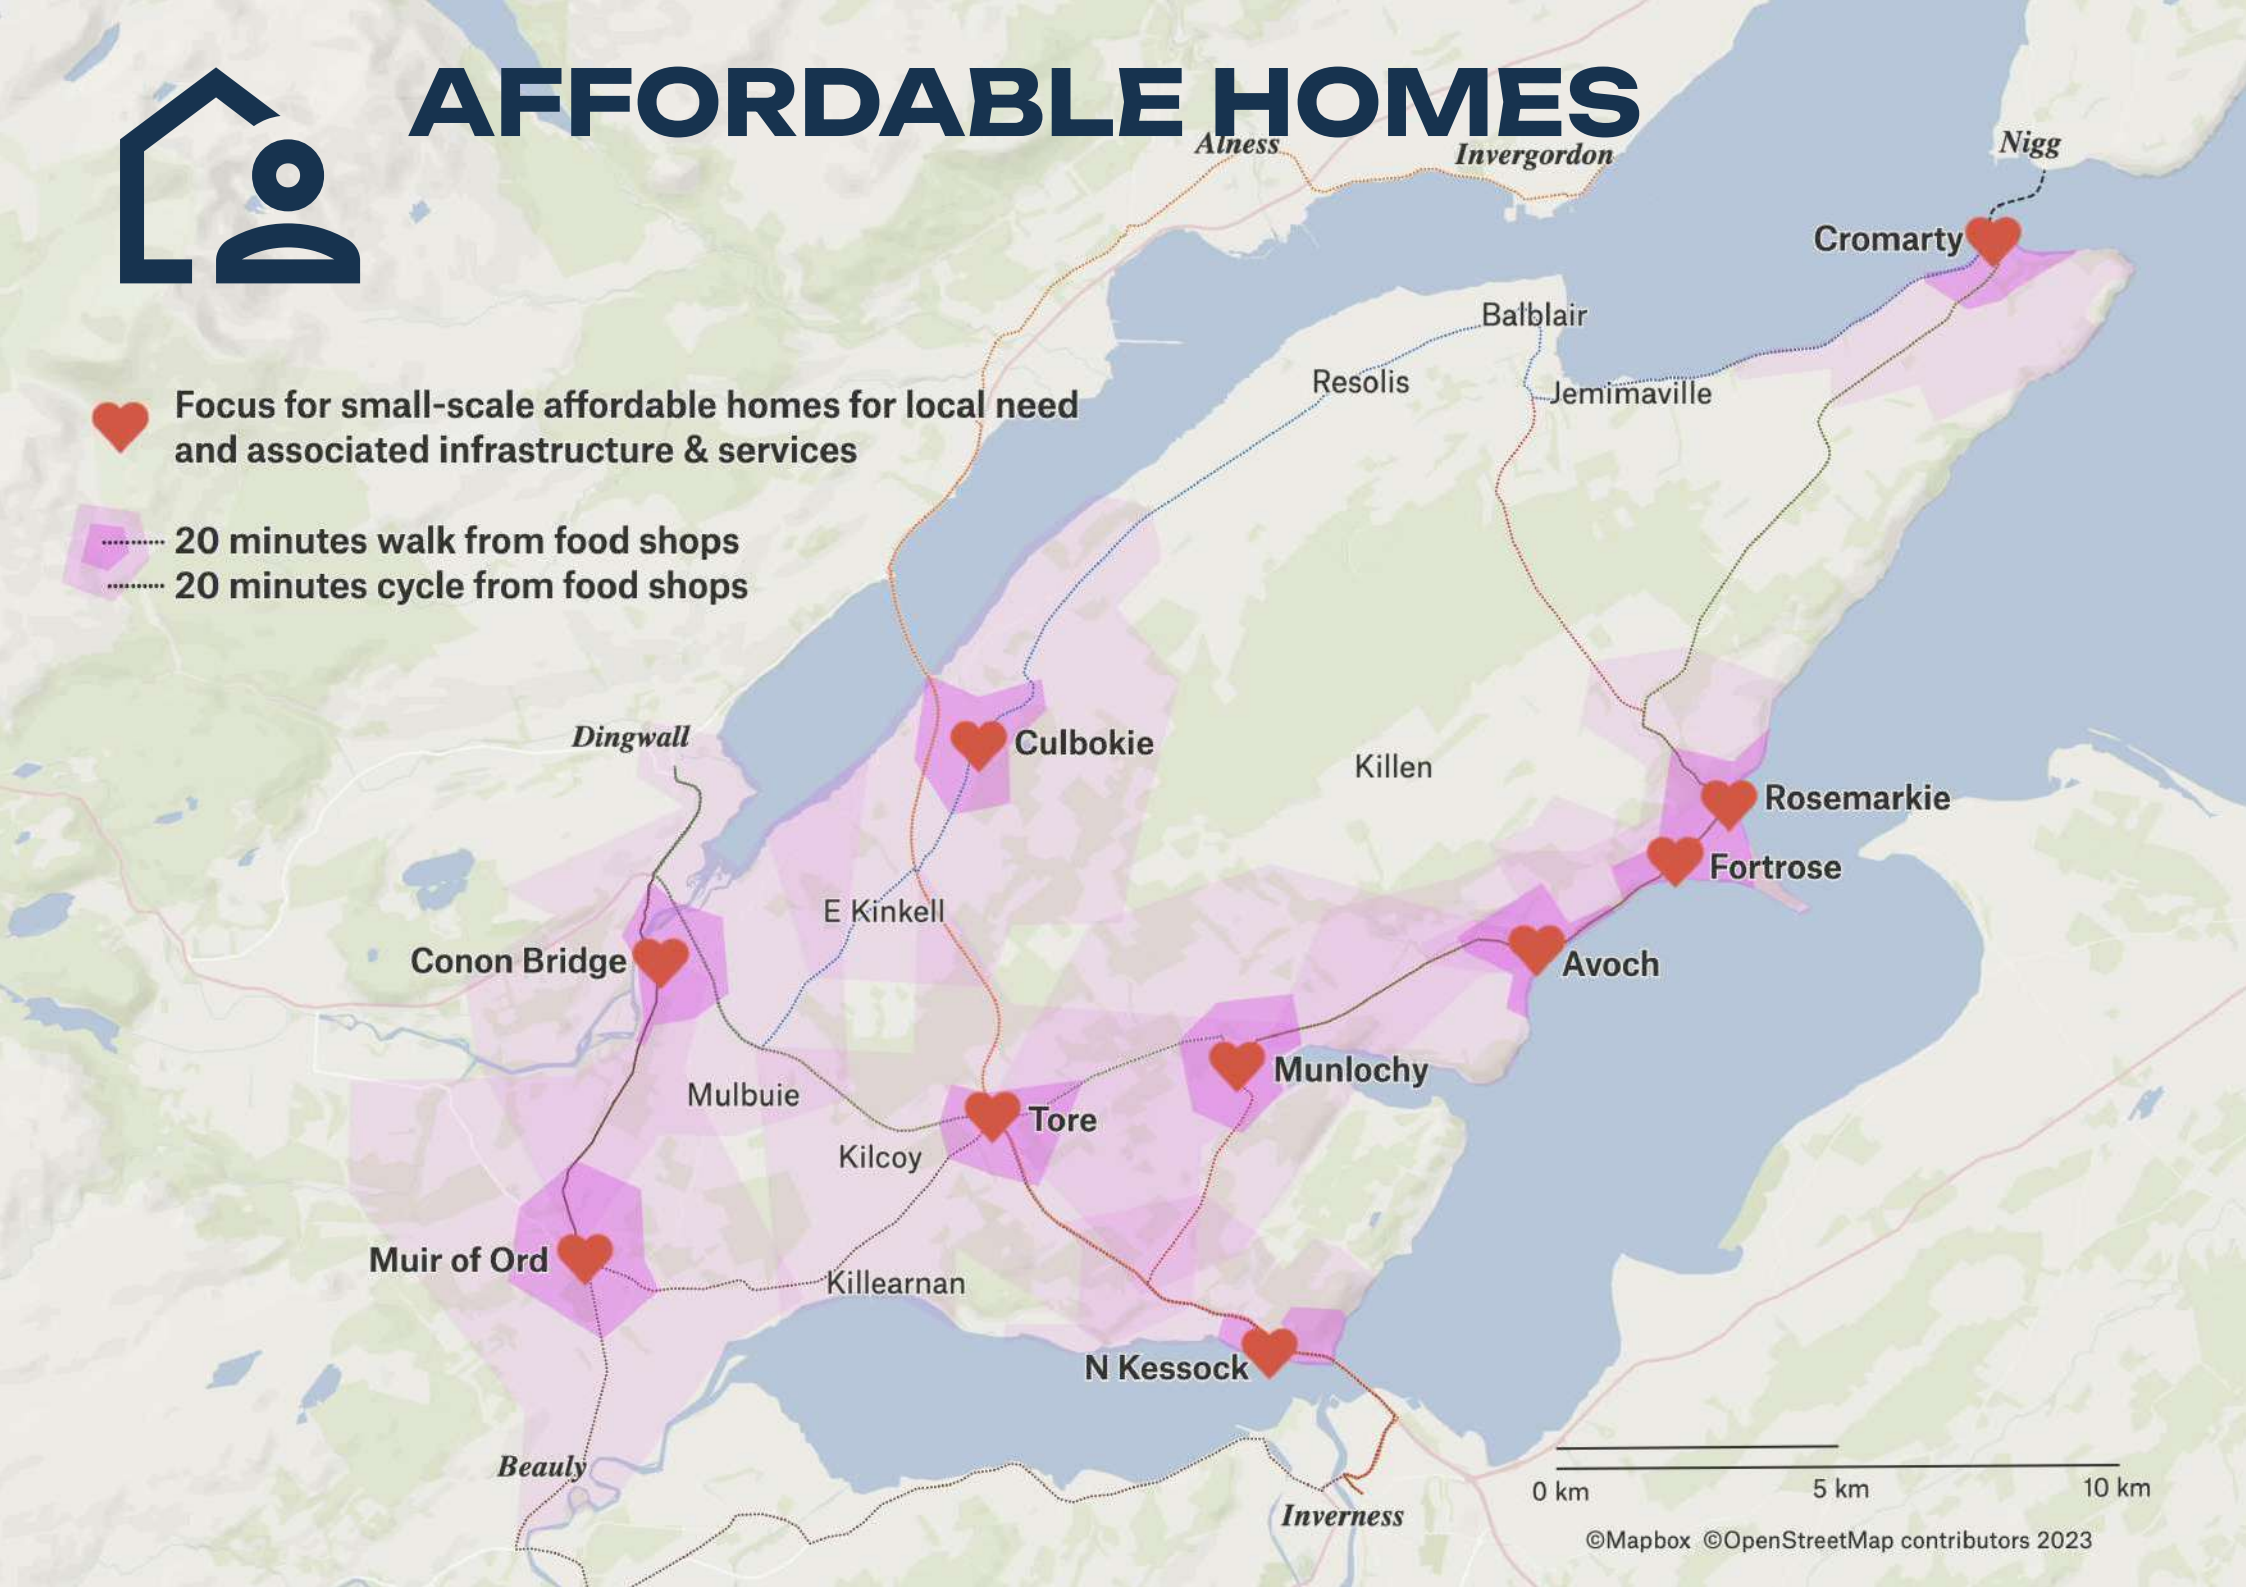 AFFORDABLE HOMES
Alness
Invergordon
Nigg
Cromarty
Balblair
Resolis
Jemimaville
Focus for small-scale affordable homes for local need
and associated infrastructure & services
20 minutes walk from food shops
20 minutes cycle from food shops
Dingwall
Culbokie
Killen
Rosemarkie
Fortrose
E Kinkell
Conon Bridge
Avoch
Munlochy
Mulbuie
Tore
Kilcoy
Muir of Ord
Killearnan
N Kessock
Beauly
Inverness
0 km
5 km
10 km
©Mapbox ©OpenStreetMap contributors 2023